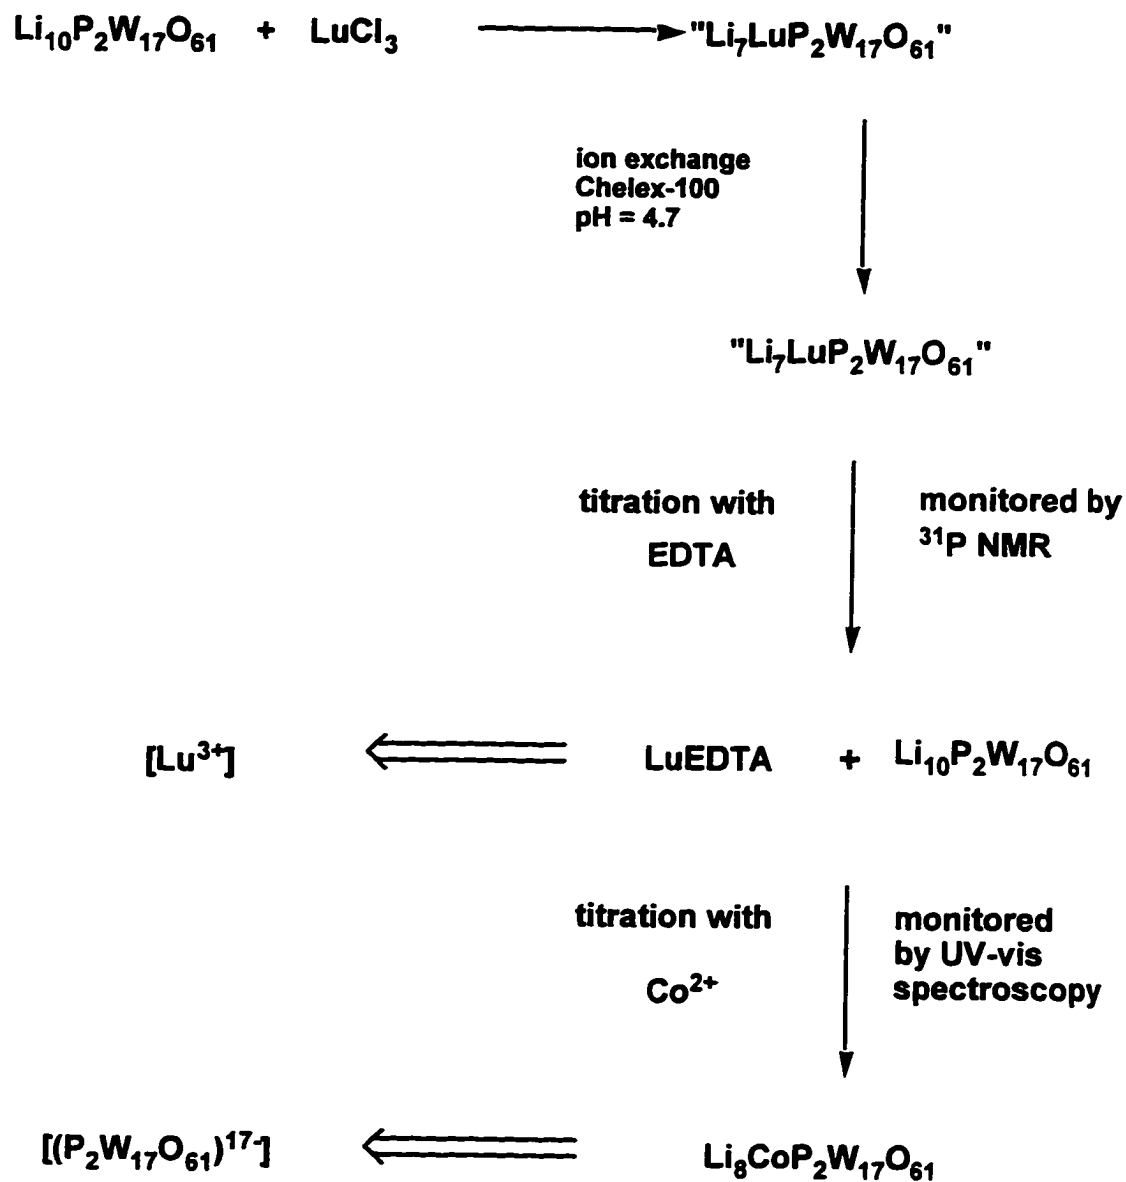 Li₁₀P₂W₁₇O₆₁ + LuCl₃ "Li₇LuP₂W₁₇O₆₁"
ion exchange
Chelex-100
pH = 4.7
"Li₇LuP₂W₁₇O₆₁"
titration with
EDTA
monitored by
³¹P NMR
[Lu³⁺] LuEDTA + Li₁₀P₂W₁₇O₆₁
titration with
Co²⁺
monitored
by UV-vis
spectroscopy
[(P₂W₁₇O₆₁)¹⁷⁻] Li₈CoP₂W₁₇O₆₁